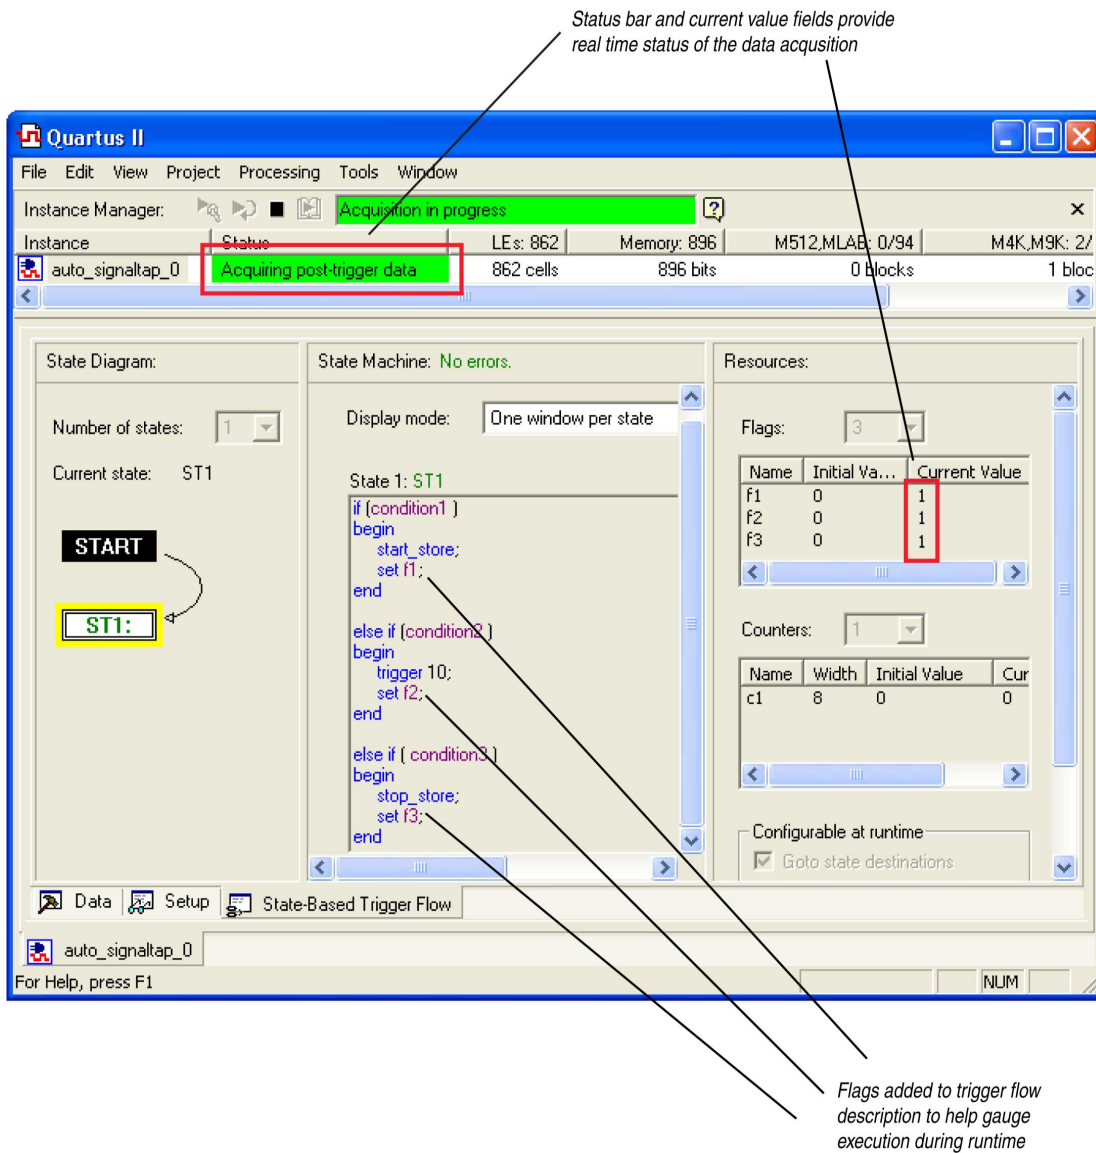 Status bar and current value fields provide
real time status of the data acqusition
Quartus II
File Edit View Project Processing Tools Window
Instance Manager: Acquisition in progress
Instance Status LEs: 862 Memory: 896 M512,MLAB: 0/94 M4K,M9K: 2/
auto_signaltap_0 Acquiring post-trigger data 862 cells 896 bits 0 blocks 1 bloc
State Diagram:
Number of states: 1
Current state: ST1
START
ST1:
State Machine: No errors.
Display mode: One window per state
State 1: ST1
if (condition1 )
begin
start_store;
set f1;
end
else if (condition2 )
begin
trigger 10;
set f2;
end
else if ( condition3 )
begin
stop_store;
set f3;
end
Resources:
Flags: 3
Name Initial Va... Current Value
f1 0 1
f2 0 1
f3 0 1
Counters: 1
Name Width Initial Value Cur
c1 8 0 0
Configurable at runtime
Goto state destinations
Data Setup State-Based Trigger Flow
auto_signaltap_0
For Help, press F1 NUM
Flags added to trigger flow
description to help gauge
execution during runtime